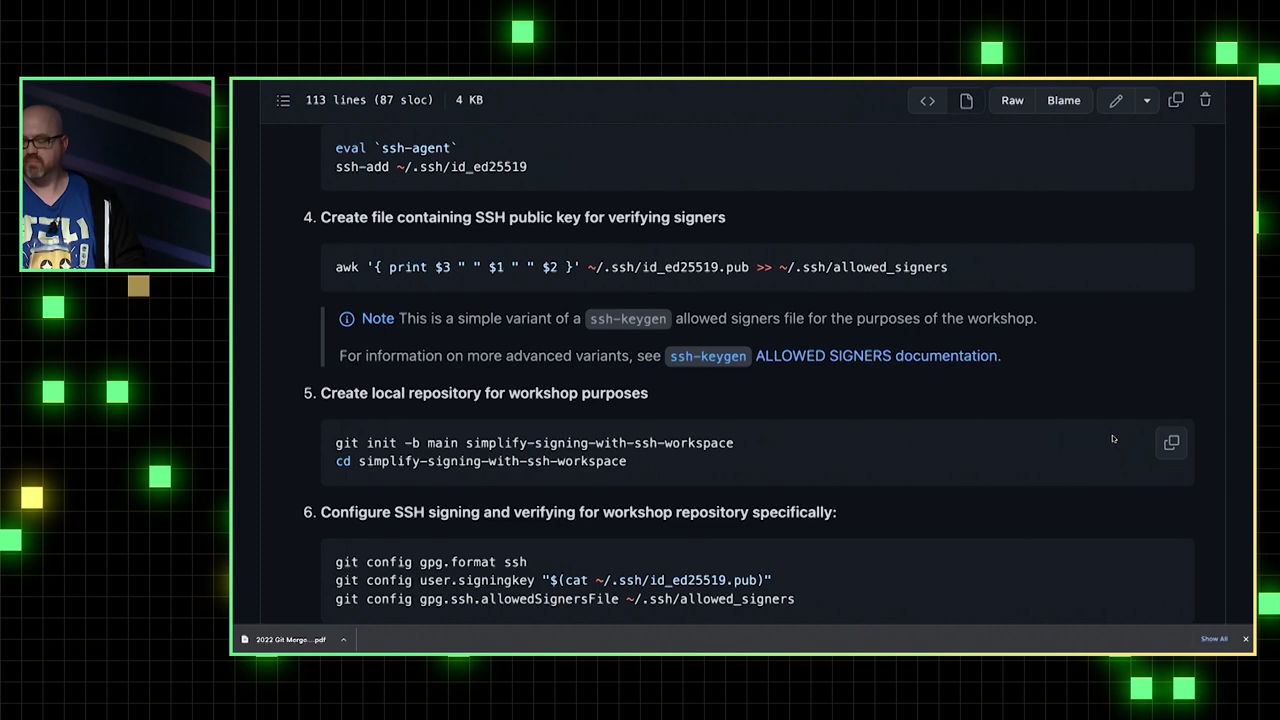 113 lines (87 sloc) 4 KB
Raw Blame
eval `ssh-agent`
ssh-add ~/.ssh/id_ed25519
4. Create file containing SSH public key for verifying signers
awk '{ print $3 " " $1 " " $2 }' ~/.ssh/id_ed25519.pub >> ~/.ssh/allowed_signers
Note This is a simple variant of a ssh-keygen allowed signers file for the purposes of the workshop.
For information on more advanced variants, see ssh-keygen ALLOWED SIGNERS documentation.
5. Create local repository for workshop purposes
git init -b main simplify-signing-with-ssh-workspace
cd simplify-signing-with-ssh-workspace
6. Configure SSH signing and verifying for workshop repository specifically:
git config gpg.format ssh
git config user.signingkey "$(cat ~/.ssh/id_ed25519.pub)"
git config gpg.ssh.allowedSignersFile ~/.ssh/allowed_signers
2022 Git Merge....pdf
Show All